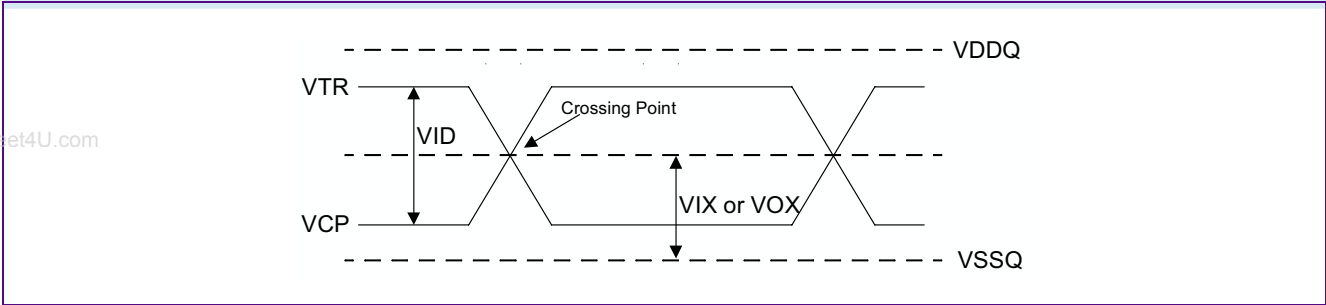 VDDQ
VTR
Crossing Point
et4U.com
VID
VIX or VOX
VCP
VSSQ